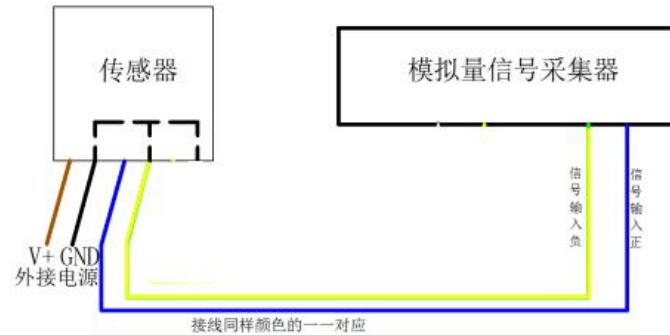 传感器
模拟量信号采集器
信号输入负
信号输入正
V+ GND
外接电源
接线同样颜色的一一对应